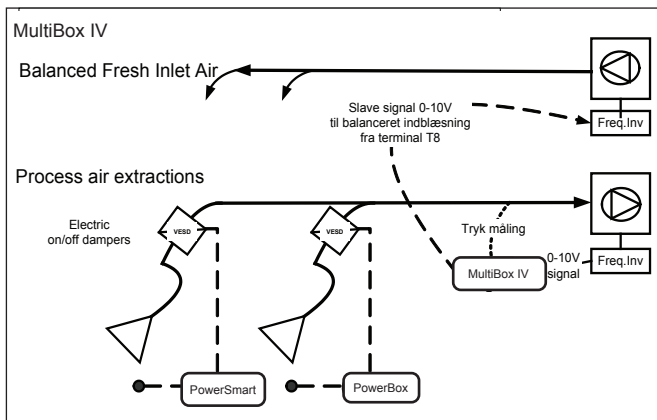 MultiBox IV
Balanced Fresh Inlet Air
Slave signal 0-10V
til balanceret indblæsning
fra terminal T8
Freq.Inv
Process air extractions
Electric
on/off dampers
VESD
VESD
Tryk måling
MultiBox IV
0-10V
signal
Freq.Inv
PowerSmart
PowerBox